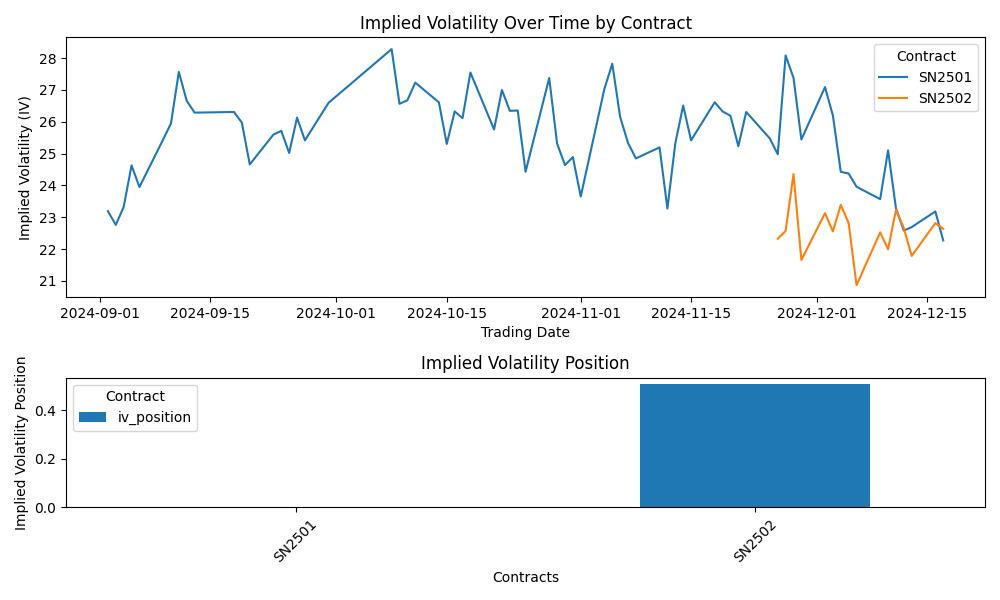 Implied Volatility Over Time by Contract
Implied Volatility (IV)
28
27
26
25
24
23
22
21
Contract
SN2501
SN2502
2024-09-01 2024-09-15 2024-10-01 2024-10-15 2024-11-01 2024-11-15 2024-12-01 2024-12-15
Trading Date
Implied Volatility Position
Implied Volatility Position
0.4
0.2
0.0
Contract
iv_position
SN2501 SN2502
Contracts